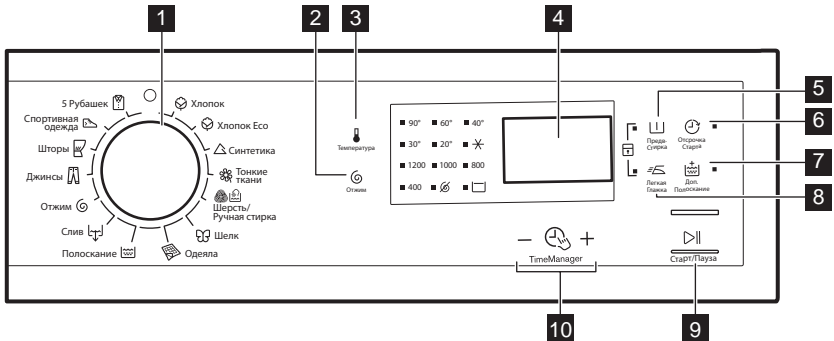 1
2
3
4
5
6
7
8
9
10
5 Рубашек
Спортивная
одежда
Шторы
Джинсы
Отжим
Слив
Полоскание
Хлопок
Хлопок Eco
Синтетика
Тонкие
ткани
Шерсть/
Ручная стирка
Шелк
Одеяла
Температура
Отжим
90° 60° 40°
30° 20°
1200 1000 800
400
Предв.
Стирка
Отсрочка
Старта
Легкая
Глажка
Доп.
Полоскание
– +
TimeManager
Старт/Пауза